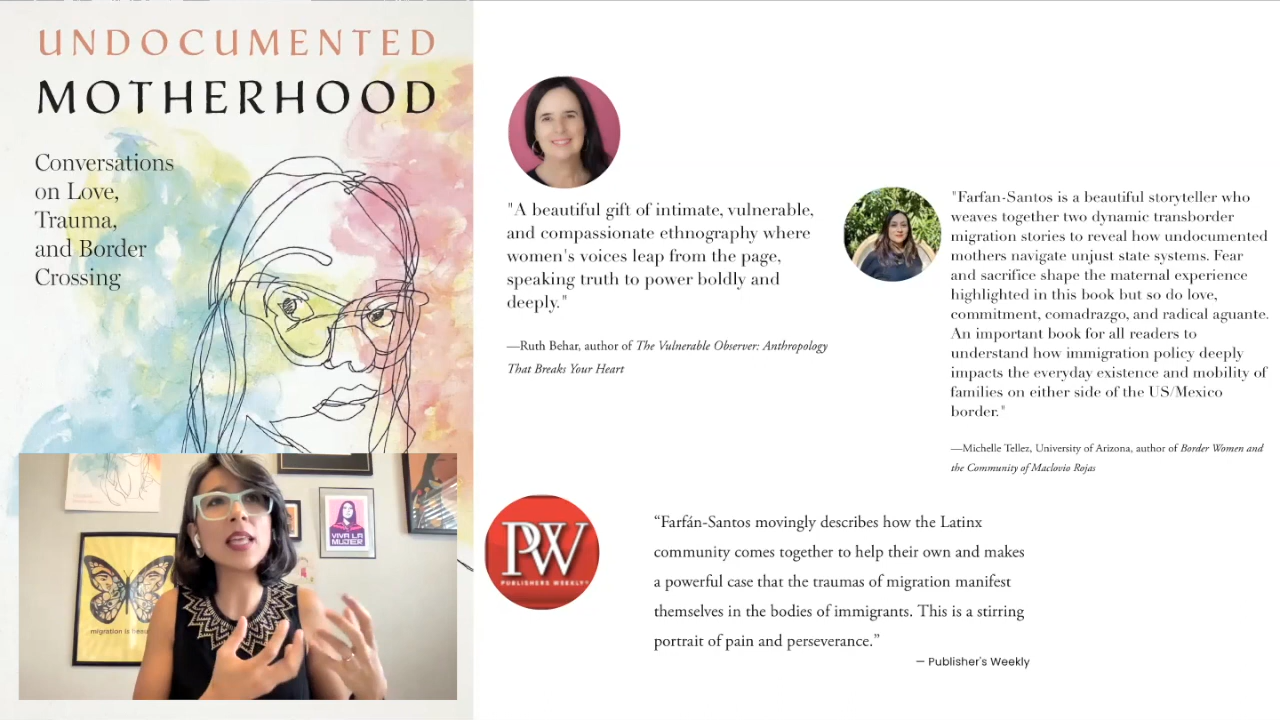 UNDOCUMENTED
MOTHERHOOD
Conversations
on Love,
Trauma,
and Border
Crossing
"A beautiful gift of intimate, vulnerable,
and compassionate ethnography where
women's voices leap from the page,
speaking truth to power boldly and
deeply."
—Ruth Behar, author of The Vulnerable Observer: Anthropology
That Breaks Your Heart
"Farfan-Santos is a beautiful storyteller who
weaves together two dynamic transborder
migration stories to reveal how undocumented
mothers navigate unjust state systems. Fear
and sacrifice shape the maternal experience
highlighted in this book but so do love,
commitment, comadrazgo, and radical aguante.
An important book for all readers to
understand how immigration policy deeply
impacts the everyday existence and mobility of
families on either side of the US/Mexico
border."
—Michelle Tellez, University of Arizona, author of Border Women and
the Community of Maclovio Rojas
PW
PUBLISHERS WEEKLY
“Farfán-Santos movingly describes how the Latinx
community comes together to help their own and makes
a powerful case that the traumas of migration manifest
themselves in the bodies of immigrants. This is a stirring
portrait of pain and perseverance.”
— Publisher's Weekly
VIVA LA
MUJER
migration is